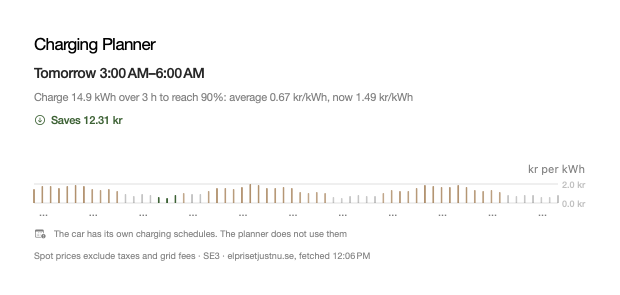 Charging Planner
Tomorrow 3:00 AM–6:00 AM
Charge 14.9 kWh over 3 h to reach 90%: average 0.67 kr/kWh, now 1.49 kr/kWh
Saves 12.31 kr
kr per kWh
2.0 kr
0.0 kr
... ... ... ... ... ... ... ... ... ... ...
The car has its own charging schedules. The planner does not use them
Spot prices exclude taxes and grid fees · SE3 · elprisetjustnu.se, fetched 12:06 PM